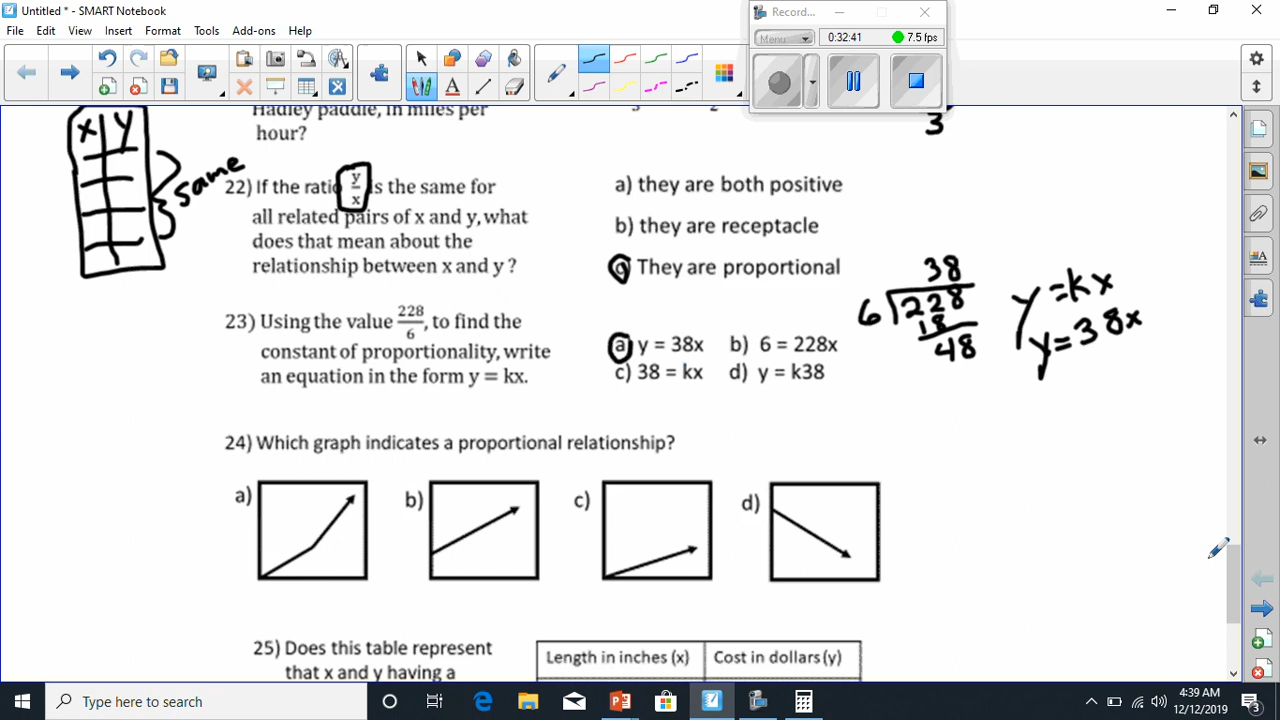 Untitled * - SMART Notebook
Record...
File Edit View Insert Format Tools Add-ons Help
Menu
0:32:41
7.5 fps
Hadley paddle, in miles per
hour?
3
x y
same
22) If the ratio y/x is the same for
all related pairs of x and y, what
does that mean about the
relationship between x and y ?
a) they are both positive
b) they are receptacle
c) They are proportional
23) Using the value 228/6, to find the
constant of proportionality, write
an equation in the form y = kx.
a) y = 38x b) 6 = 228x
c) 38 = kx d) y = k38
38
6 228
18
48
y = kx
y = 38x
24) Which graph indicates a proportional relationship?
a) b) c) d)
25) Does this table represent
that x and y having a
Length in inches (x) Cost in dollars (y)
Type here to search
4:39 AM
12/12/2019
3